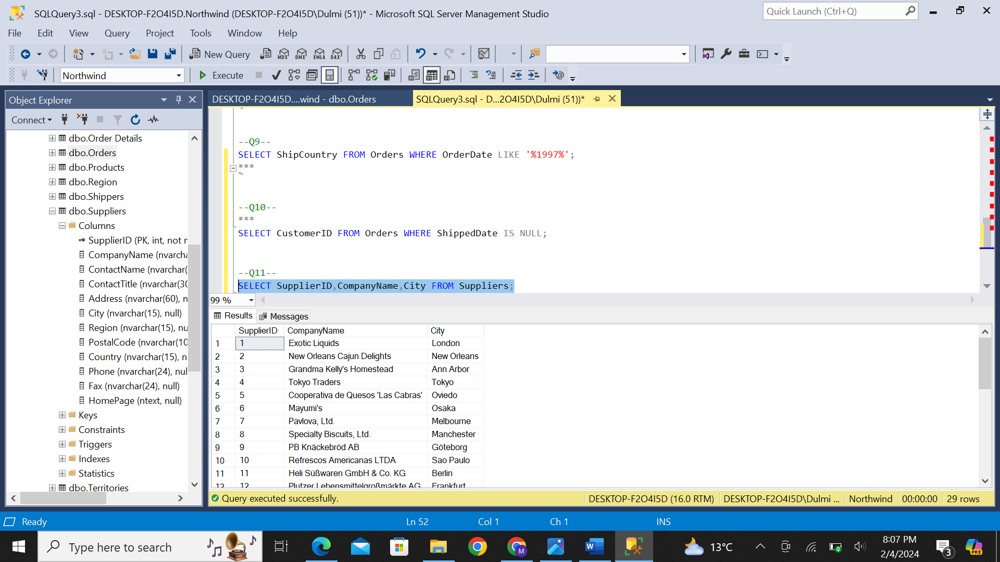 SQLQuery3.sql - DESKTOP-F2O4I5D.Northwind (DESKTOP-F2O4I5D\Dulmi (51))* - Microsoft SQL Server Management Studio
Quick Launch (Ctrl+Q)
File Edit View Query Project Tools Window Help
New Query MDX DMX XMLA DAX
Northwind Execute
Object Explorer
DESKTOP-F2O4I5D....wind - dbo.Orders
SQLQuery3.sql - D...2O4I5D\Dulmi (51))*
Connect
dbo.Order Details
dbo.Orders
dbo.Products
dbo.Region
dbo.Shippers
dbo.Suppliers
Columns
SupplierID (PK, int, not n
CompanyName (nvarcha
ContactName (nvarchar(
ContactTitle (nvarchar(30
Address (nvarchar(60), n
City (nvarchar(15), null)
Region (nvarchar(15), nu
PostalCode (nvarchar(10
Country (nvarchar(15), n
Phone (nvarchar(24), nul
Fax (nvarchar(24), null)
HomePage (ntext, null)
Keys
Constraints
Triggers
Indexes
Statistics
dbo.Territories
--Q9--
SELECT ShipCountry FROM Orders WHERE OrderDate LIKE '%1997%';
***
--Q10--
***
SELECT CustomerID FROM Orders WHERE ShippedDate IS NULL;
--Q11--
SELECT SupplierID,CompanyName,City FROM Suppliers;
99 %
Results Messages
SupplierID CompanyName City
1 1 Exotic Liquids London
2 2 New Orleans Cajun Delights New Orleans
3 3 Grandma Kelly's Homestead Ann Arbor
4 4 Tokyo Traders Tokyo
5 5 Cooperativa de Quesos 'Las Cabras' Oviedo
6 6 Mayumi's Osaka
7 7 Pavlova, Ltd. Melbourne
8 8 Specialty Biscuits, Ltd. Manchester
9 9 PB Knäckebröd AB Göteborg
10 10 Refrescos Americanas LTDA Sao Paulo
11 11 Heli Süßwaren GmbH & Co. KG Berlin
12 12 Plutzer Lebensmittelgroßmärkte AG Frankfurt
Query executed successfully.
DESKTOP-F2O4I5D (16.0 RTM) DESKTOP-F2O4I5D\Dulmi ... Northwind 00:00:00 29 rows
Ready Ln 52 Col 1 Ch 1 INS
Type here to search
M
W
13°C
8:07 PM
2/4/2024
3
PRE